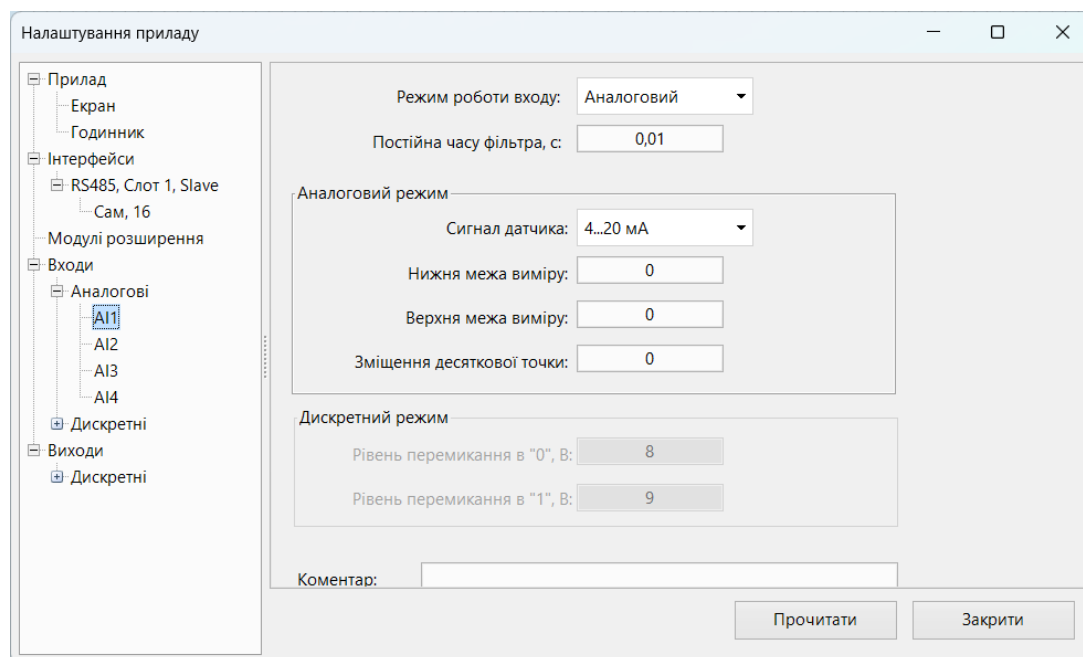 Налаштування приладу
Прилад
Екран
Годинник
Інтерфейси
RS485, Слот 1, Slave
Сам, 16
Модулі розширення
Входи
Аналогові
AI1
AI2
AI3
AI4
Дискретні
Виходи
Дискретні
Режим роботи входу: Аналоговий
Постійна часу фільтра, с: 0,01
Аналоговий режим
Сигнал датчика: 4...20 мА
Нижня межа виміру: 0
Верхня межа виміру: 0
Зміщення десяткової точки: 0
Дискретний режим
Рівень перемикання в "0", В: 8
Рівень перемикання в "1", В: 9
Коментар:
Прочитати Закрити